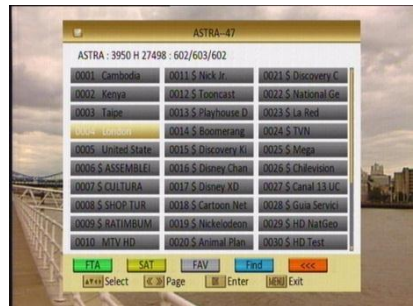 ASTRA--47
ASTRA : 3950 H 27498 : 602/603/602
0001 Cambodia 0011 $ Nick Jr. 0021 $ Discovery C
0002 Kenya 0012 $ Tooncast 0022 $ National Ge
0003 Taipe 0013 $ Playhouse D 0023 $ La Red
0004 London 0014 $ Boomerang 0024 $ TVN
0005 United State 0015 $ Discovery Ki 0025 $ Mega
0006 $ ASSEMBLEI 0016 $ Disney Chan 0026 $ Chilevision
0007 $ CULTURA 0017 $ Disney XD 0027 $ Canal 13 UC
0008 $ SHOP TUR 0018 $ Cartoon Net 0028 $ Guia Servici
0009 $ RATIMBUM 0019 $ Nickelodeon 0029 $ HD NatGeo
0010 MTV HD 0020 $ Animal Plan 0030 $ HD Test
FTA SAT FAV Find <<<
Select Page OK Enter MENU Exit